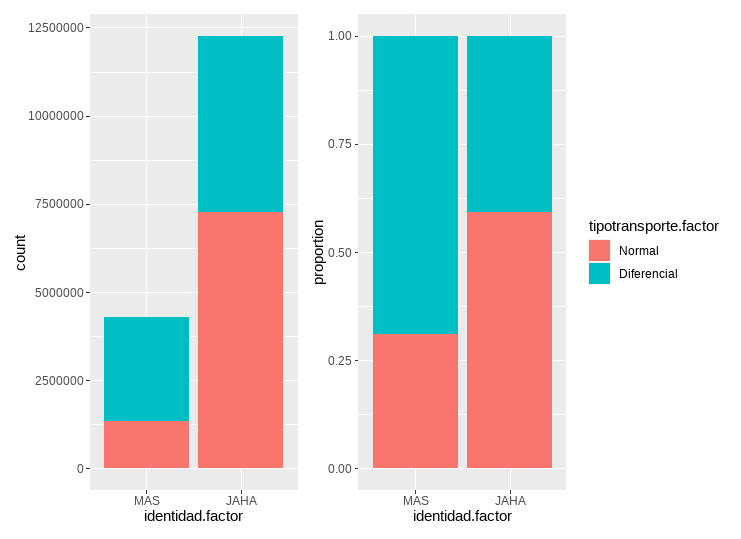 12500000
10000000
7500000
5000000
2500000
0
count
MAS JAHA
identidad.factor
1.00
0.75
0.50
0.25
0.00
proportion
MAS JAHA
identidad.factor
tipotransporte.factor
Normal
Diferencial